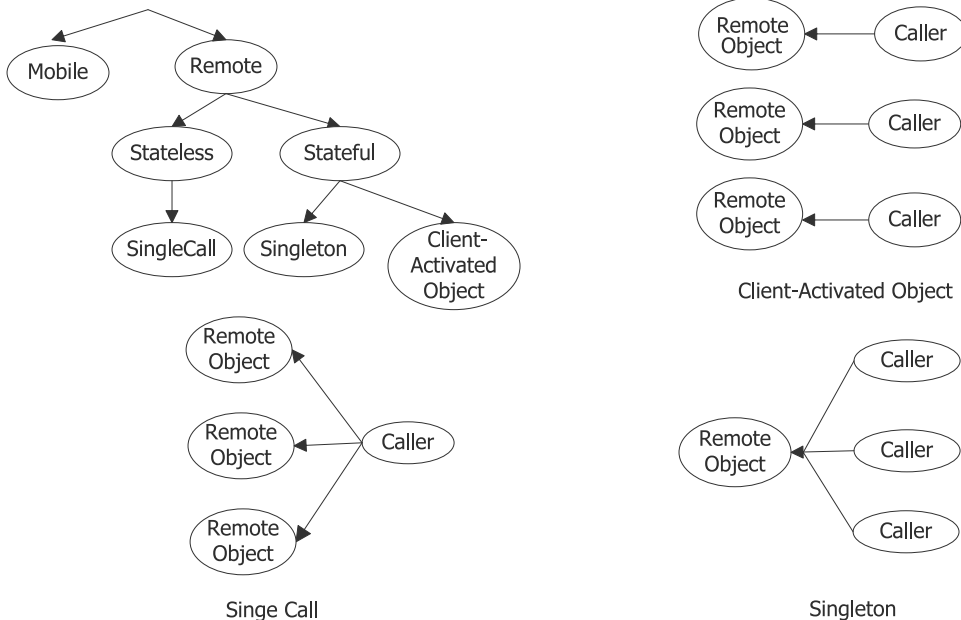 Mobile
Remote
Stateless
Stateful
SingleCall
Singleton
Client-
Activated
Object
Remote
Object
Caller
Remote
Object
Caller
Remote
Object
Caller
Client-Activated Object
Remote
Object
Remote
Object
Caller
Remote
Object
Singe Call
Caller
Remote
Object
Caller
Caller
Singleton